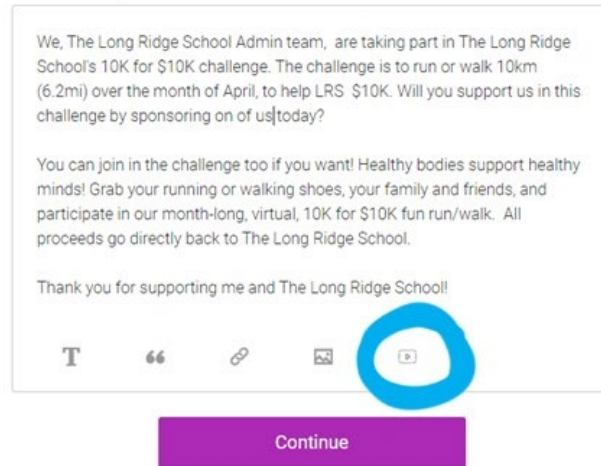 We, The Long Ridge School Admin team, are taking part in The Long Ridge
School's 10K for $10K challenge. The challenge is to run or walk 10km
(6.2mi) over the month of April, to help LRS $10K. Will you support us in this
challenge by sponsoring on of us today?
You can join in the challenge too if you want! Healthy bodies support healthy
minds! Grab your running or walking shoes, your family and friends, and
participate in our month-long, virtual, 10K for $10K fun run/walk. All
proceeds go directly back to The Long Ridge School.
Thank you for supporting me and The Long Ridge School!
T
Continue